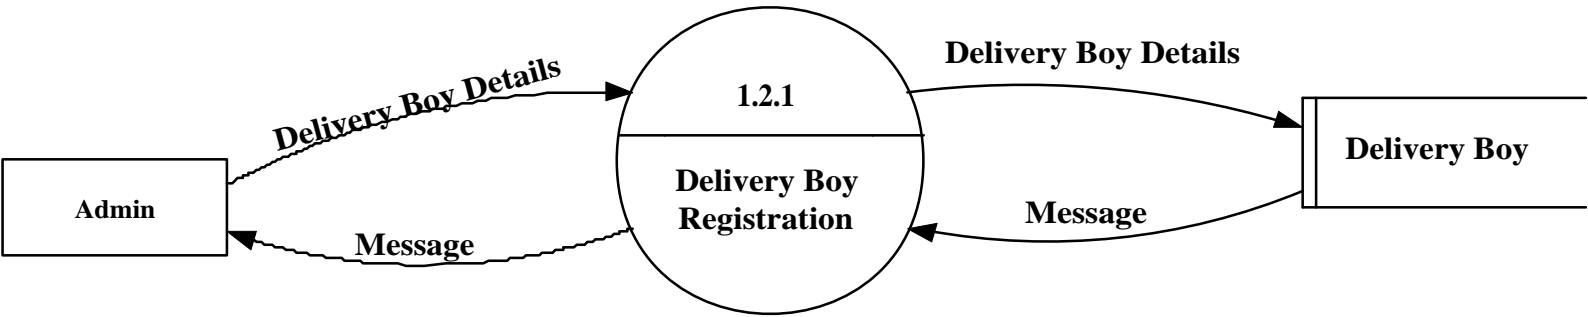 Delivery Boy Details
Delivery Boy Details
1.2.1
Delivery Boy
Delivery Boy
Registration
Admin
Message
Message